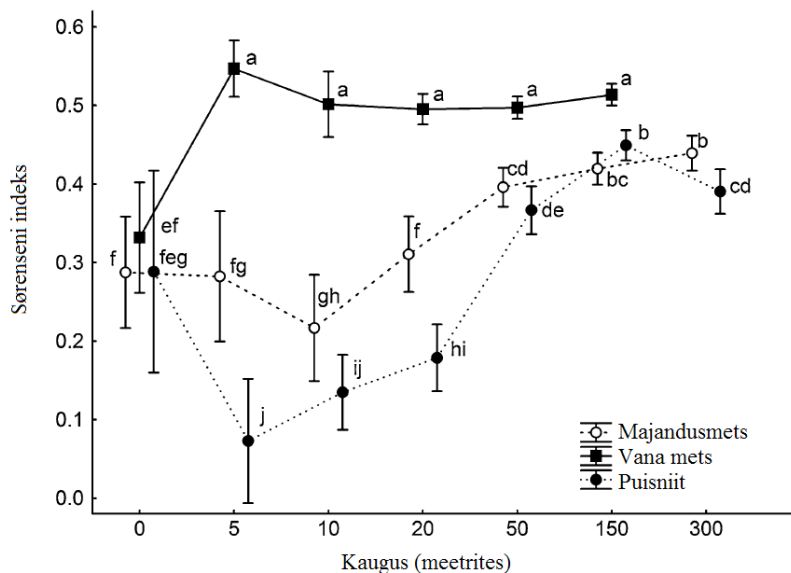 Sørenseni indeks
0.6
0.5
0.4
0.3
0.2
0.1
0.0
a
a
a
a
a
ef
f
feg
fg
gh
f
cd
bc
b
b
cd
de
hi
ij
j
Majandusmets
Vana mets
Puisniit
0 5 10 20 50 150 300
Kaugus (meetrites)